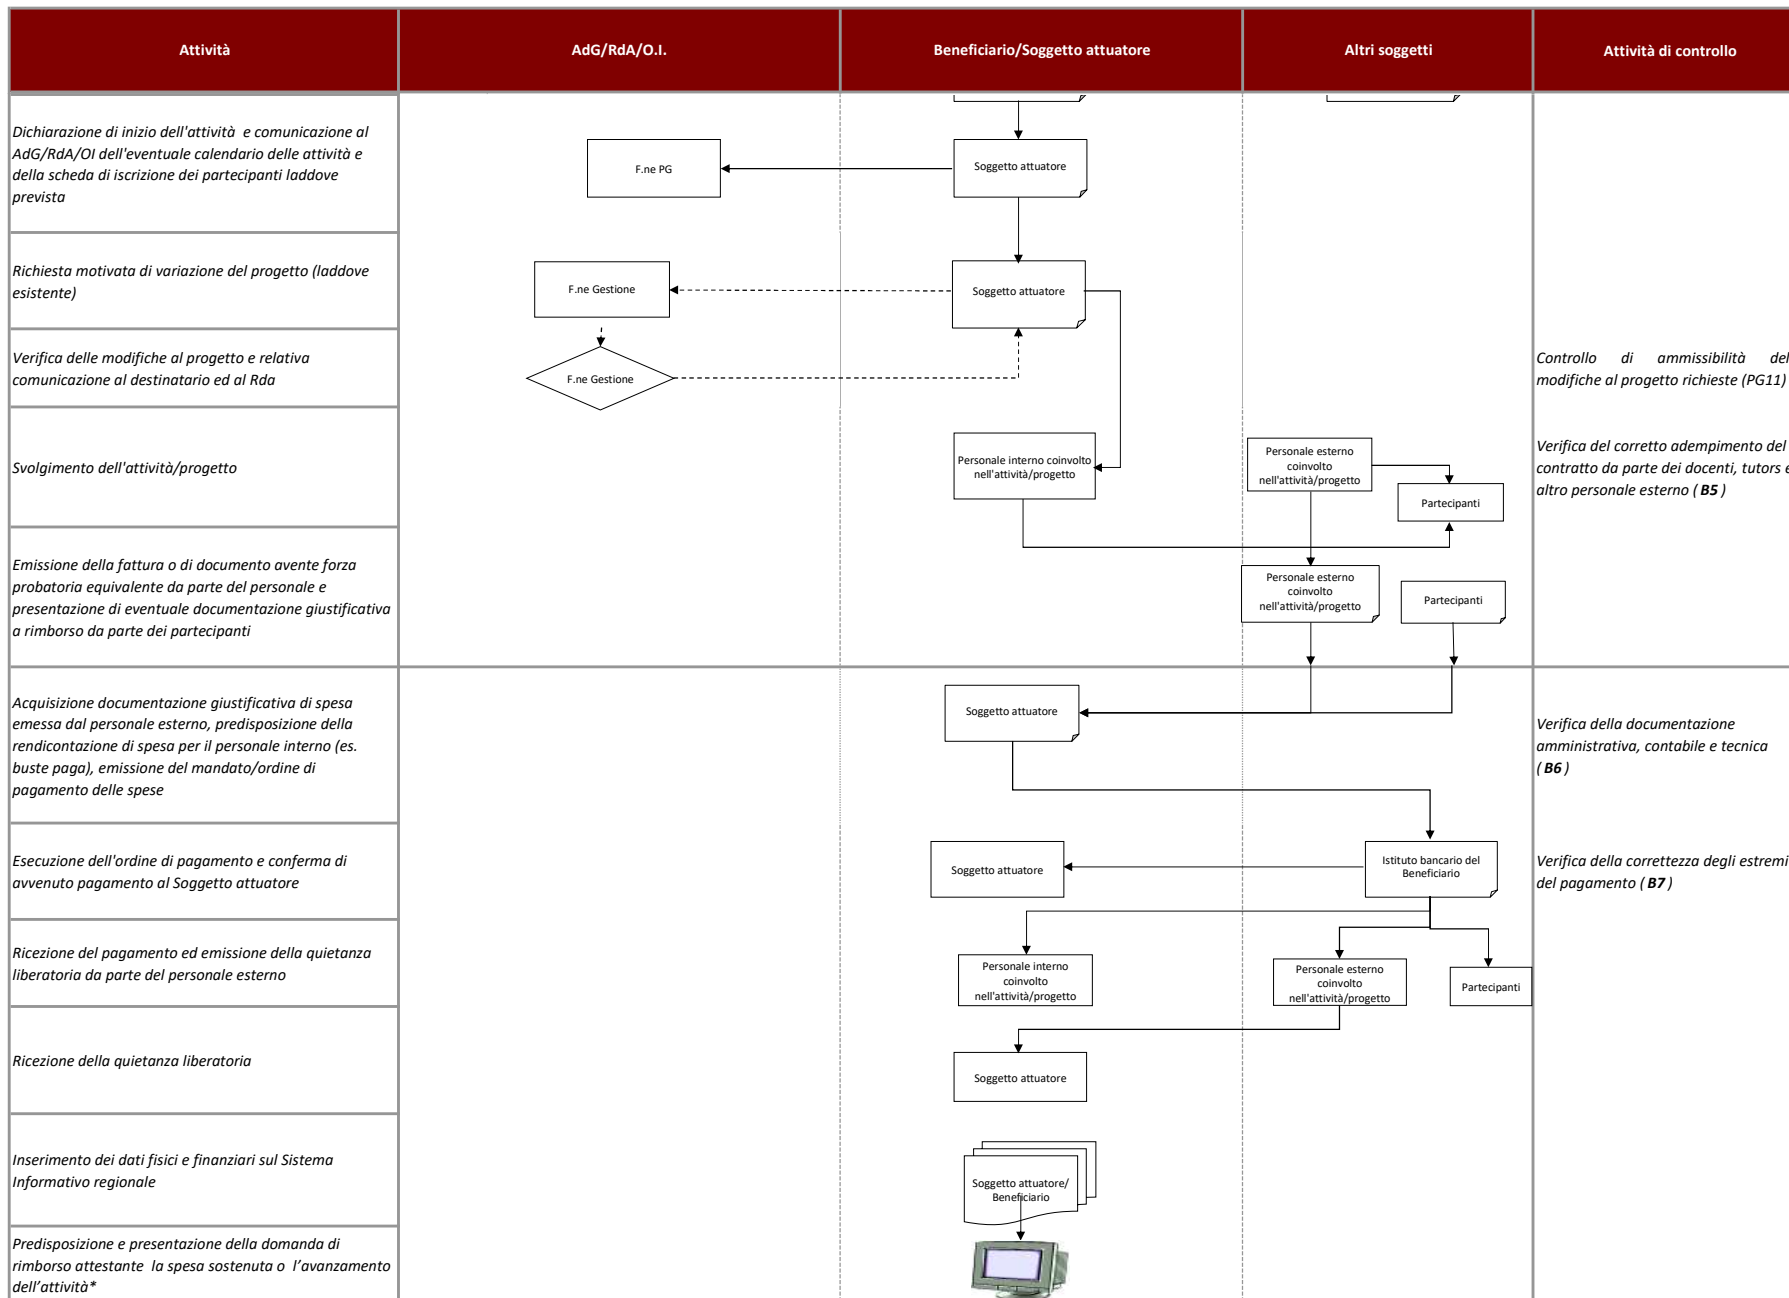 Attività
AdG/RdA/O.I.
Beneficiario/Soggetto attuatore
Altri soggetti
Attività di controllo
Dichiarazione di inizio dell'attività e comunicazione al
AdG/RdA/OI dell'eventuale calendario delle attività e
della scheda di iscrizione dei partecipanti laddove
prevista
F.ne PG
Soggetto attuatore
Richiesta motivata di variazione del progetto (laddove
esistente)
F.ne Gestione
Soggetto attuatore
Verifica delle modifiche al progetto e relativa
comunicazione al destinatario ed al Rda
F.ne Gestione
Controllo di ammissibilità del
modifiche al progetto richieste (PG11)
Svolgimento dell'attività/progetto
Personale interno coinvolto
nell'attività/progetto
Personale esterno
coinvolto
nell'attività/progetto
Partecipanti
Verifica del corretto adempimento del
contratto da parte dei docenti, tutors e
altro personale esterno ( B5 )
Emissione della fattura o di documento avente forza
probatoria equivalente da parte del personale e
presentazione di eventuale documentazione giustificativa
a rimborso da parte dei partecipanti
Personale esterno
coinvolto
nell'attività/progetto
Partecipanti
Acquisizione documentazione giustificativa di spesa
emessa dal personale esterno, predisposizione della
rendicontazione di spesa per il personale interno (es.
buste paga), emissione del mandato/ordine di
pagamento delle spese
Soggetto attuatore
Verifica della documentazione
amministrativa, contabile e tecnica
( B6 )
Esecuzione dell'ordine di pagamento e conferma di
avvenuto pagamento al Soggetto attuatore
Soggetto attuatore
Istituto bancario del
Beneficiario
Verifica della correttezza degli estremi
del pagamento ( B7 )
Ricezione del pagamento ed emissione della quietanza
liberatoria da parte del personale esterno
Personale interno
coinvolto
nell'attività/progetto
Personale esterno
coinvolto
nell'attività/progetto
Partecipanti
Ricezione della quietanza liberatoria
Soggetto attuatore
Inserimento dei dati fisici e finanziari sul Sistema
Informativo regionale
Soggetto attuatore/
Beneficiario
Predisposizione e presentazione della domanda di
rimborso attestante la spesa sostenuta o l'avanzamento
dell'attività*